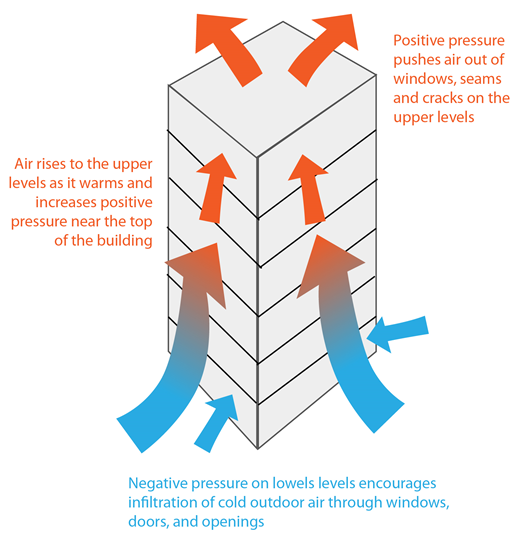 Positive pressure
pushes air out of
windows, seams
and cracks on the
upper levels
Air rises to the upper
levels as it warms and
increases positive
pressure near the top
of the building
Negative pressure on lowels levels encourages
infiltration of cold outdoor air through windows,
doors, and openings